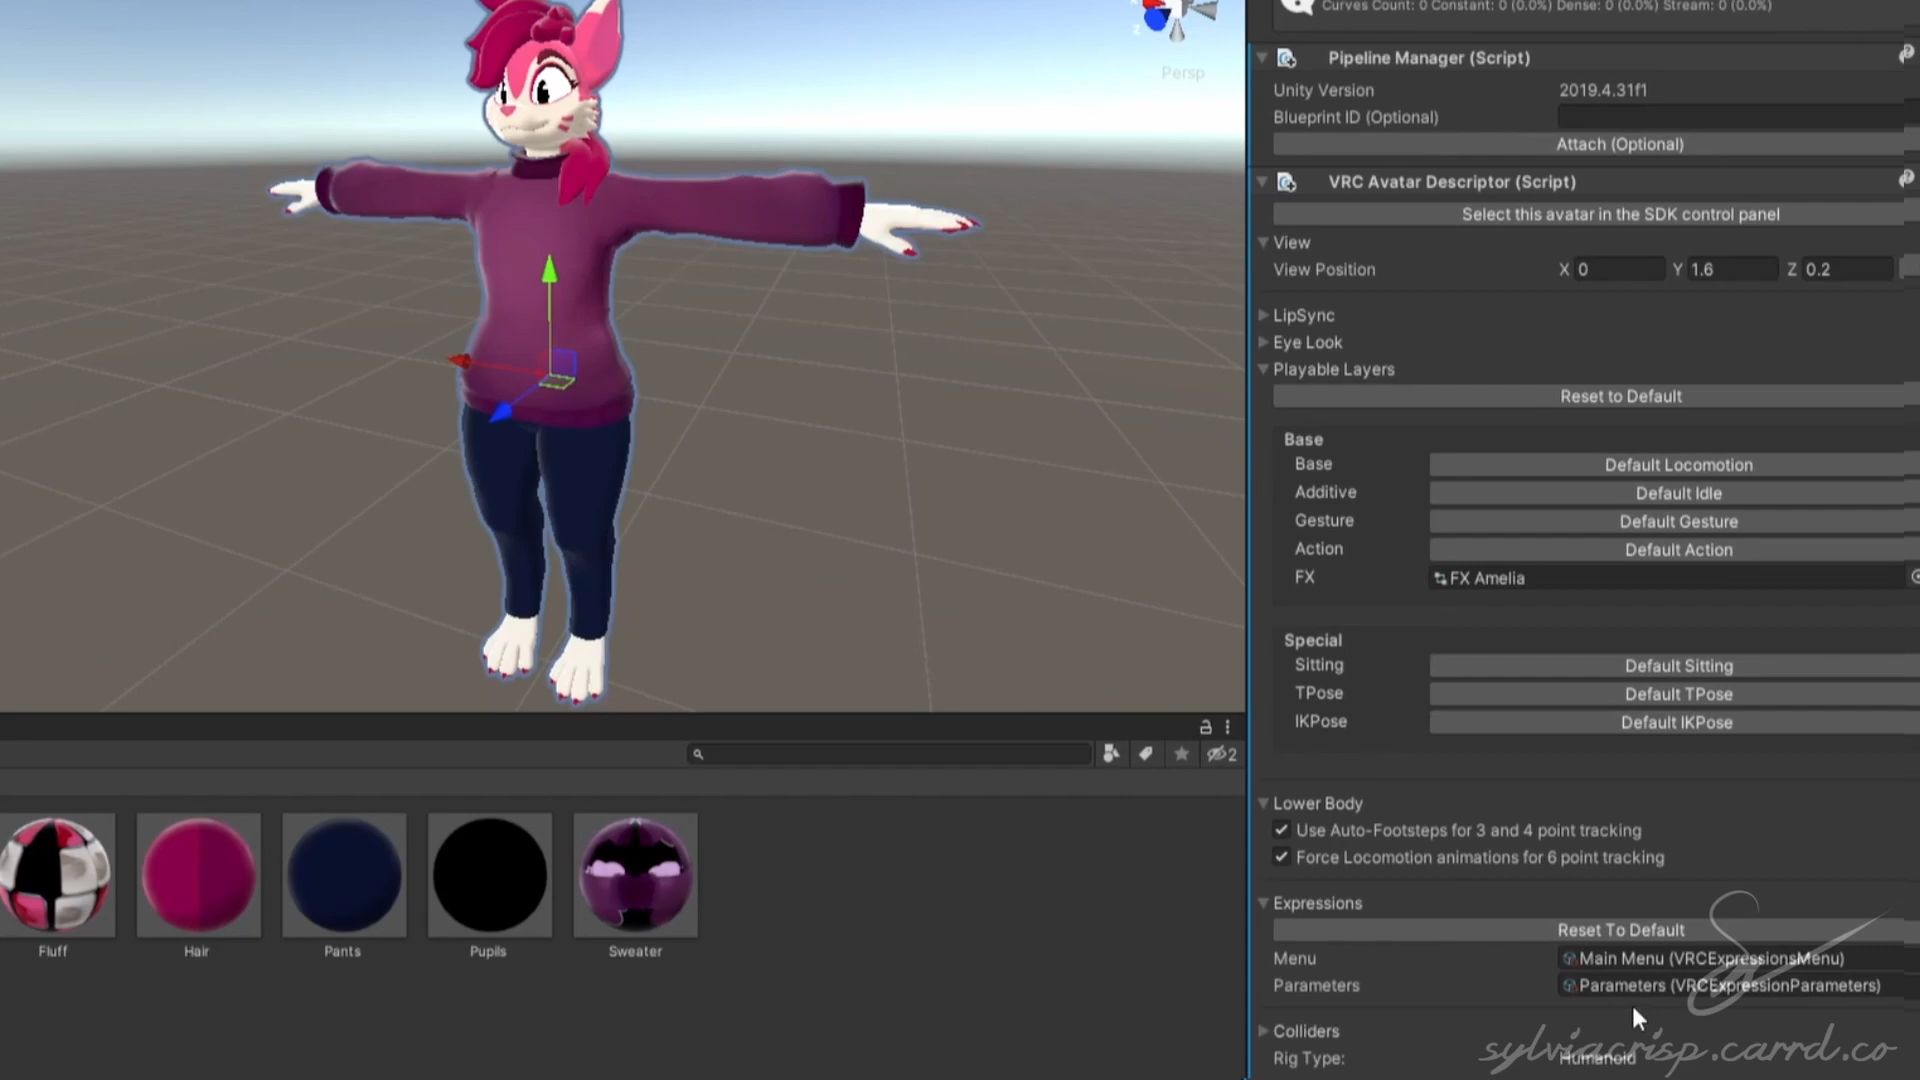 Curves Count: 0 Constant: 0 (0.0%) Dense: 0 (0.0%) Stream: 0 (0.0%)
Pipeline Manager (Script)
Unity Version 2019.4.31f1
Blueprint ID (Optional)
Attach (Optional)
VRC Avatar Descriptor (Script)
Select this avatar in the SDK control panel
View
View Position X 0 Y 1.6 Z 0.2
LipSync
Eye Look
Playable Layers
Reset to Default
Base
Base Default Locomotion
Additive Default Idle
Gesture Default Gesture
Action Default Action
FX FX Amelia
Special
Sitting Default Sitting
TPose Default TPose
IKPose Default IKPose
Lower Body
Use Auto-Footsteps for 3 and 4 point tracking
Force Locomotion animations for 6 point tracking
Expressions
Reset To Default
Menu Main Menu (VRCExpressionsMenu)
Parameters Parameters (VRCExpressionParameters)
Colliders
Rig Type: Humanoid
sylviacrisp.carrd.co
z
Persp
2
Fluff Hair Pants Pupils Sweater